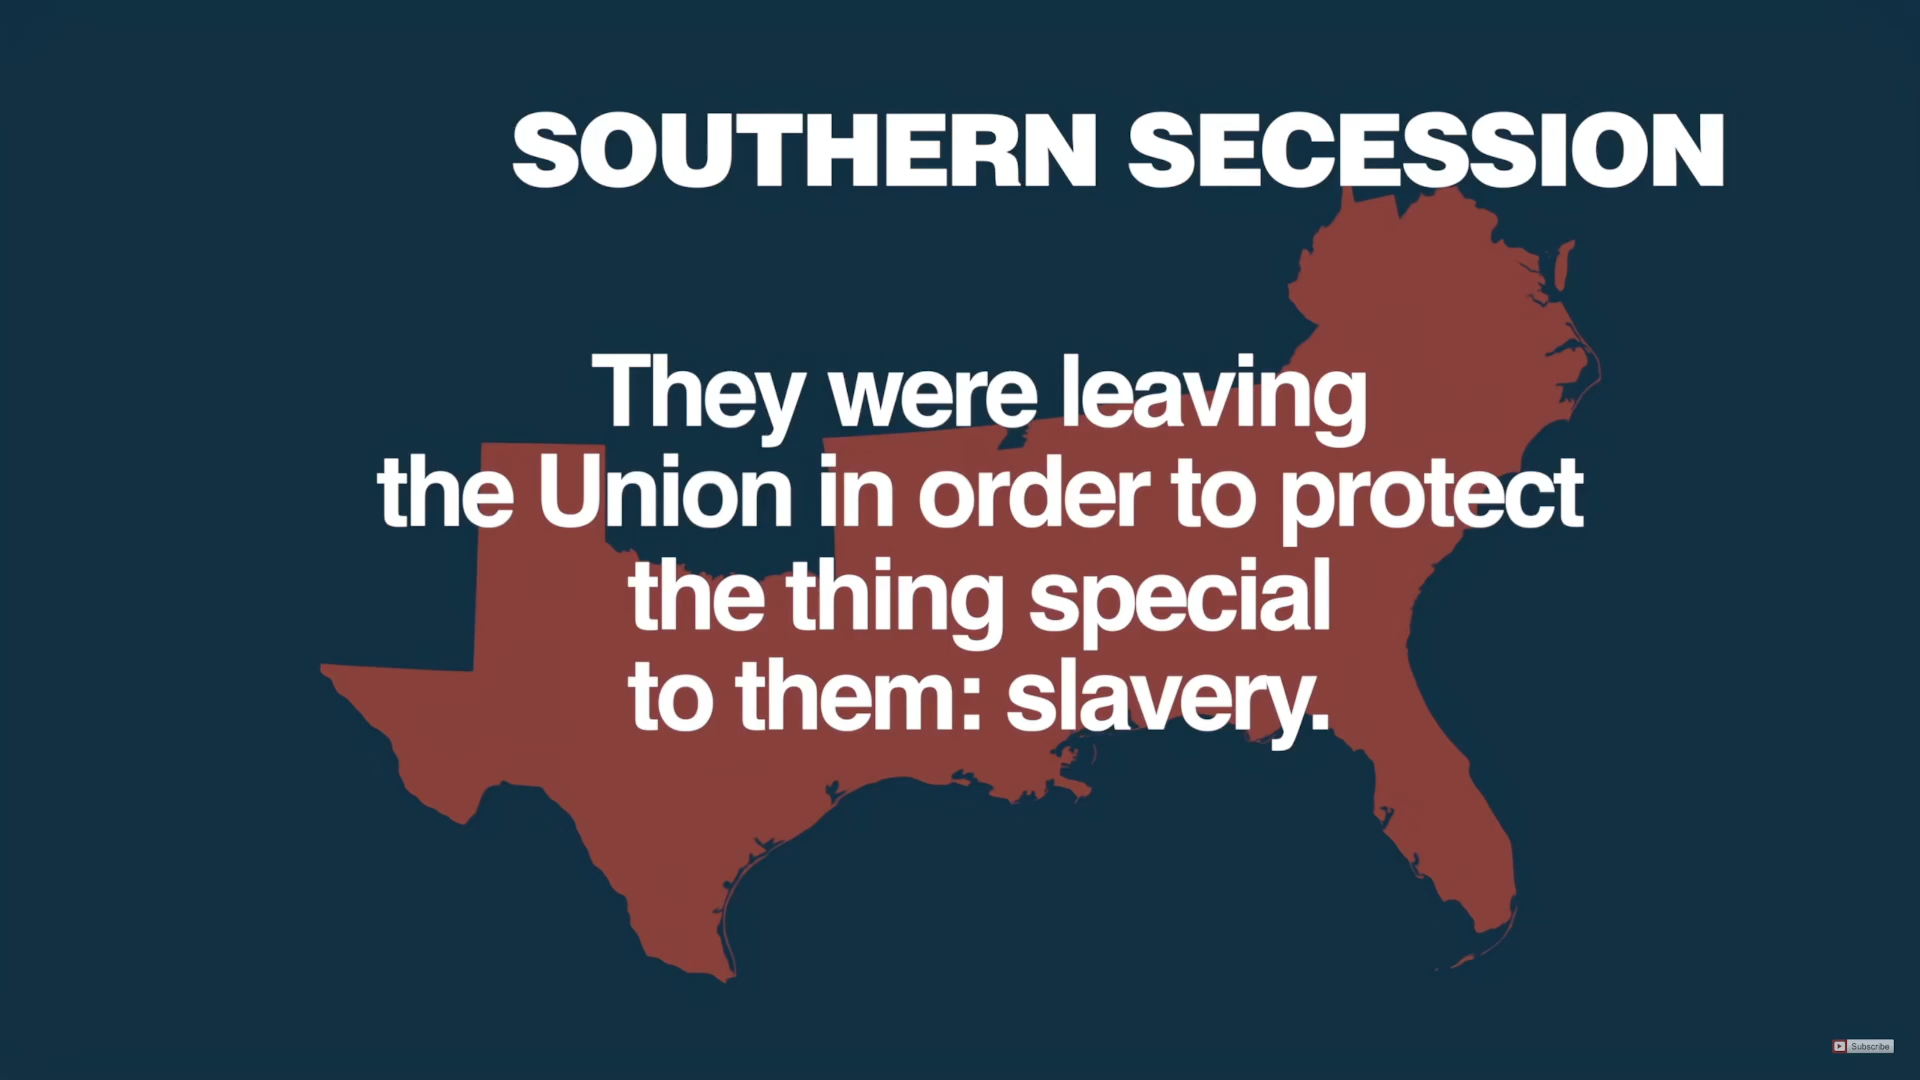 SOUTHERN SECESSION
They were leaving
the Union in order to protect
the thing special
to them: slavery.
Subscribe